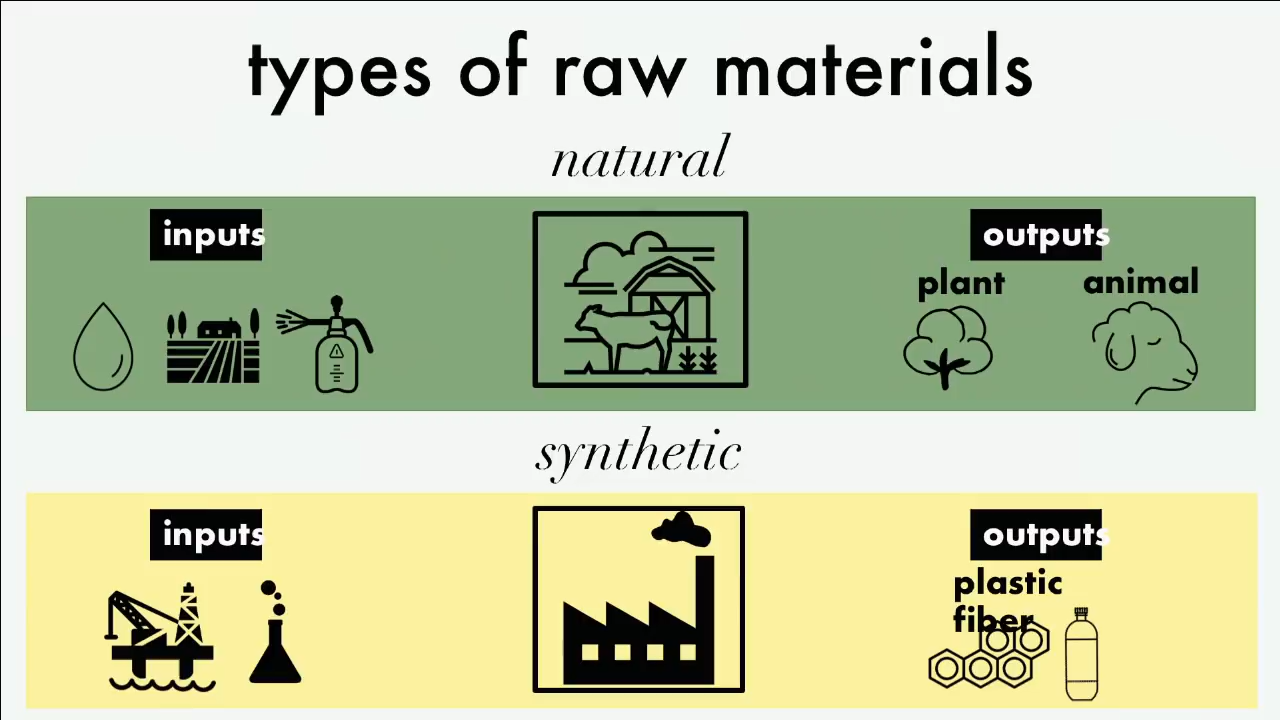 types of raw materials
natural
inputs
outputs
plant
animal
synthetic
inputs
outputs
plastic
fiber